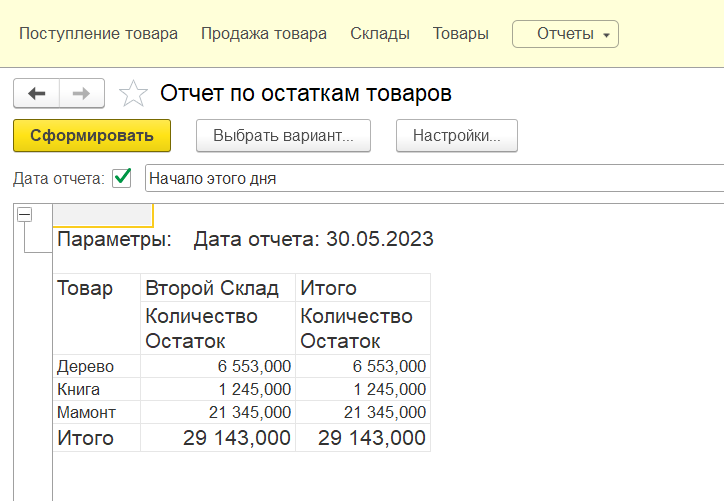 Поступление товара Продажа товара Склады Товары Отчеты
Отчет по остаткам товаров
Сформировать Выбрать вариант... Настройки...
Дата отчета: Начало этого дня
Параметры: Дата отчета: 30.05.2023
Товар Второй Склад Итого
Количество Количество
Остаток Остаток
Дерево 6 553,000 6 553,000
Книга 1 245,000 1 245,000
Мамонт 21 345,000 21 345,000
Итого 29 143,000 29 143,000